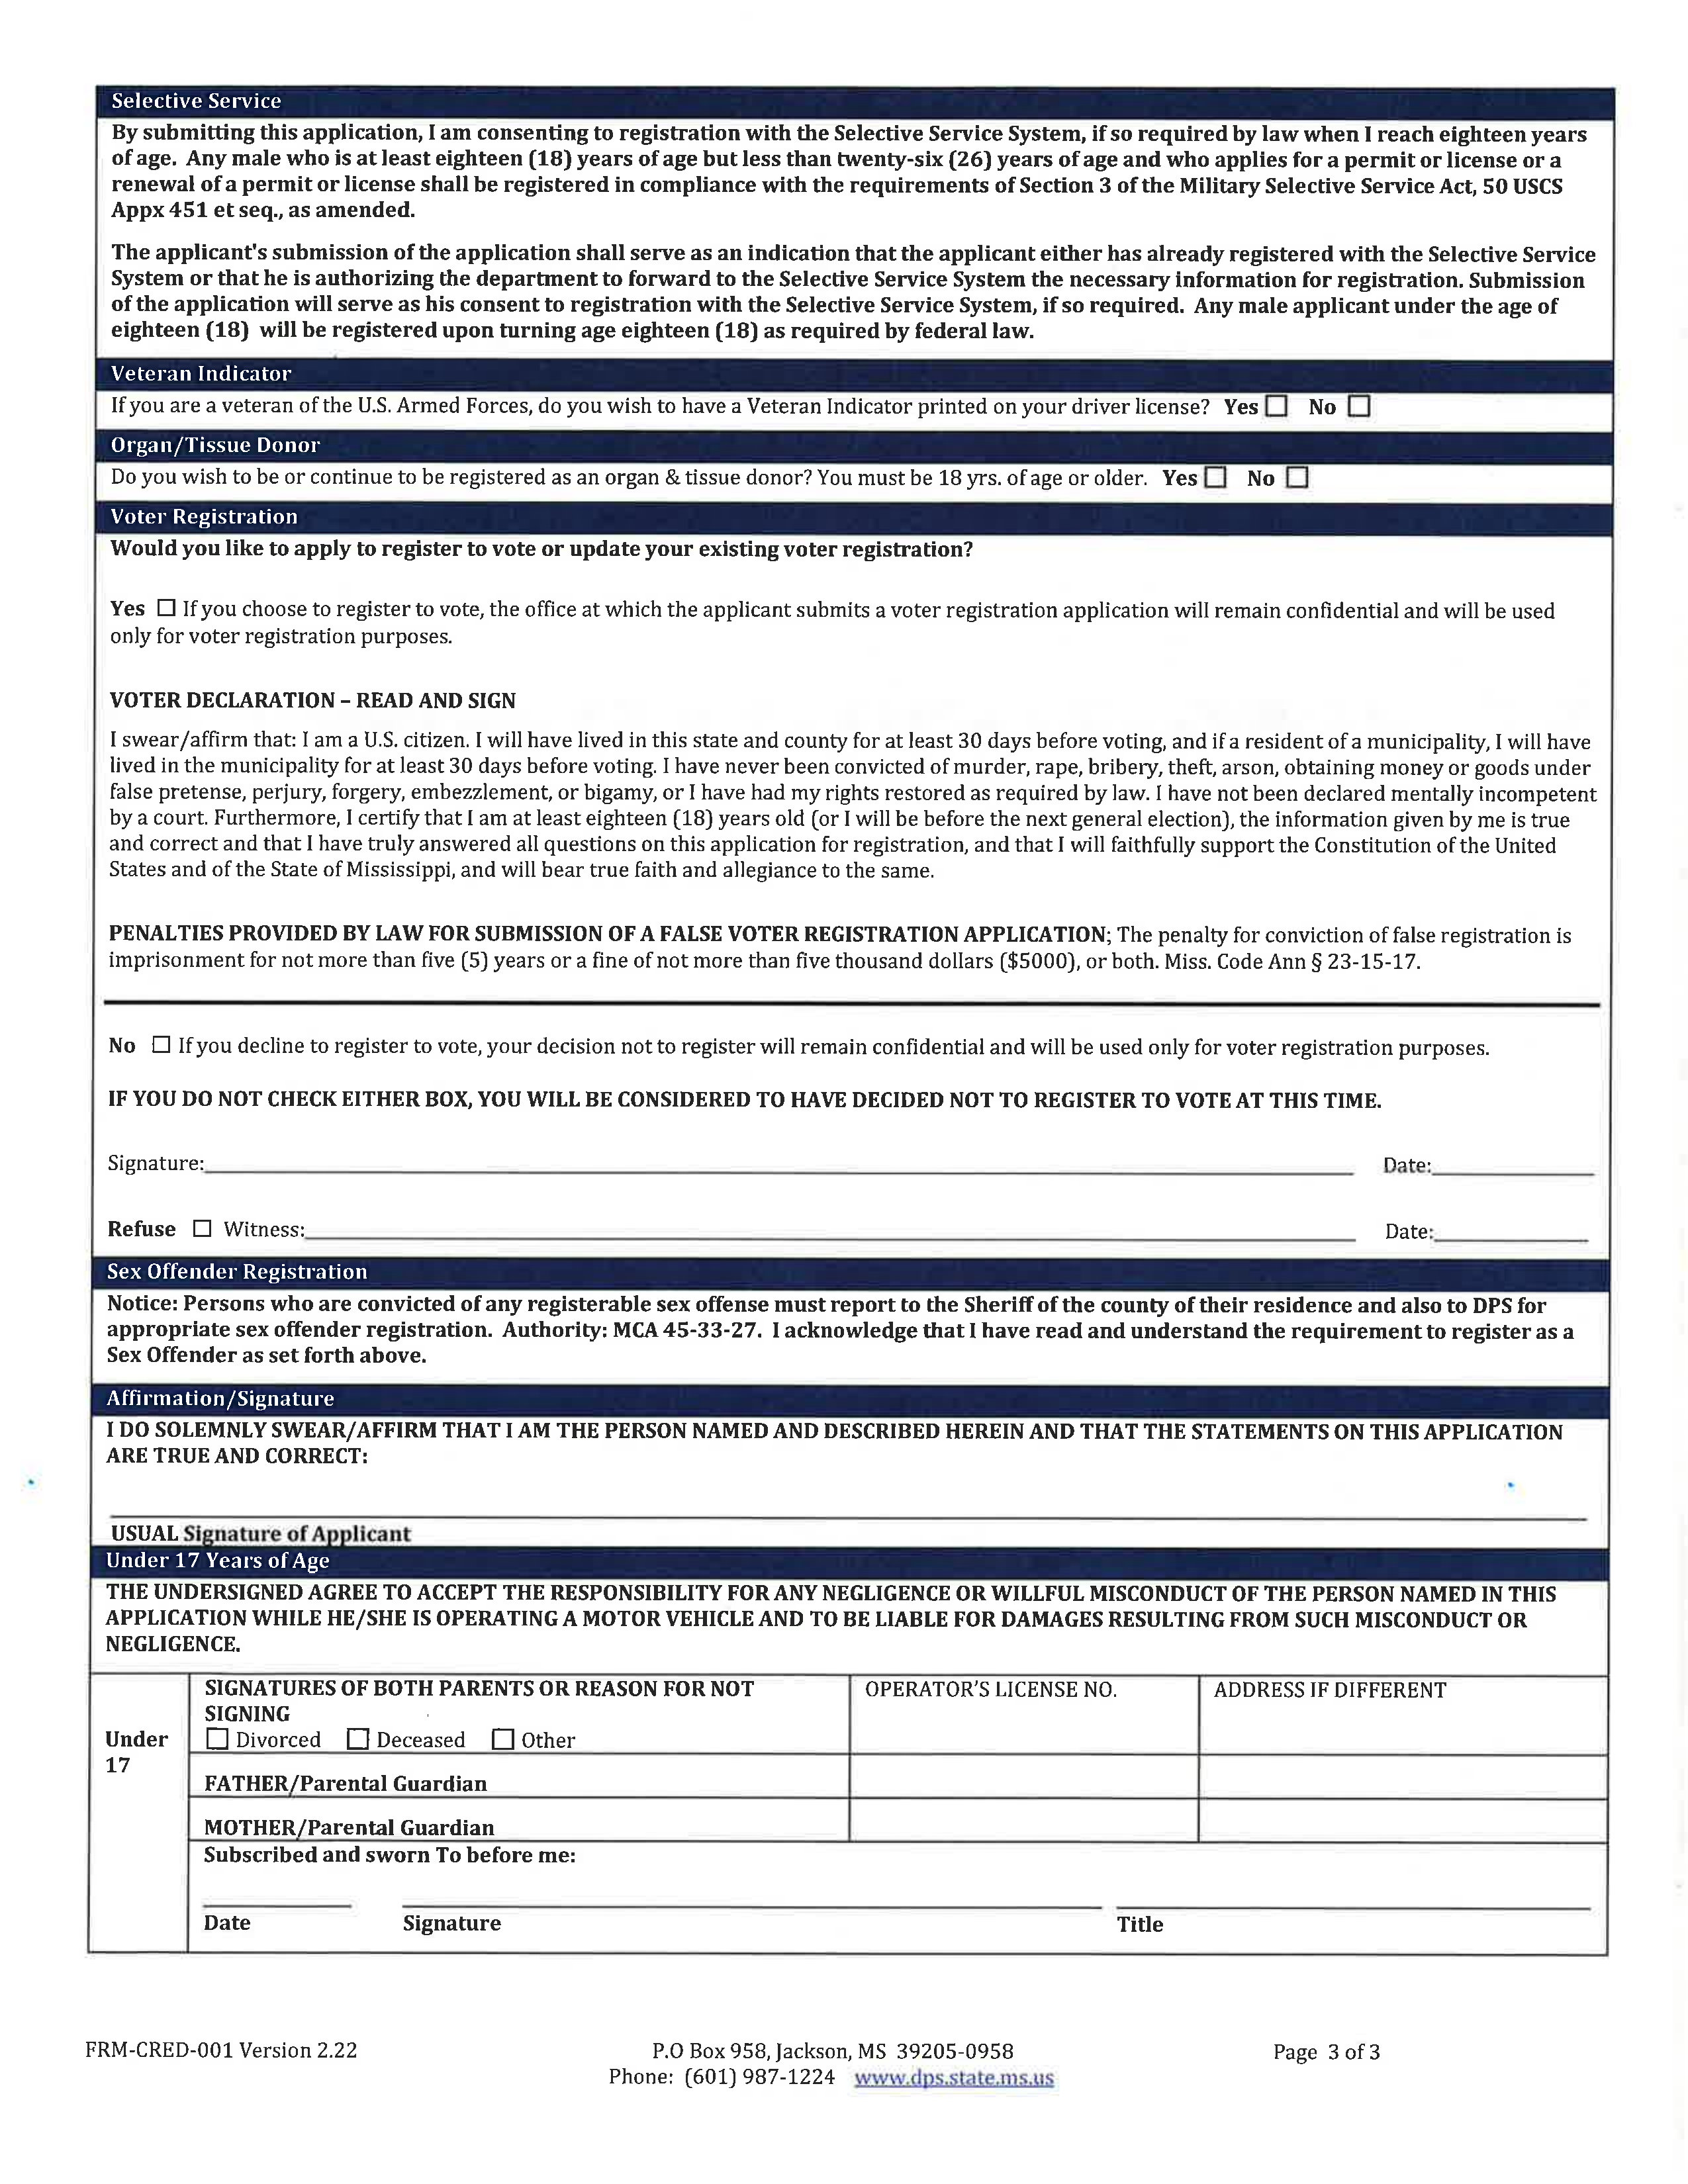 Selective Service
By submitting this application, I am consenting to registration with the Selective Service System, if so required by law when I reach eighteen years
of age. Any male who is at least eighteen (18) years of age but less than twenty-six (26) years of age and who applies for a permit or license or a
renewal of a permit or license shall be registered in compliance with the requirements of Section 3 of the Military Selective Service Act, 50 USCS
Appx 451 et seq., as amended.
The applicant's submission of the application shall serve as an indication that the applicant either has already registered with the Selective Service
System or that he is authorizing the department to forward to the Selective Service System the necessary information for registration. Submission
of the application will serve as his consent to registration with the Selective Service System, if so required. Any male applicant under the age of
eighteen (18) will be registered upon turning age eighteen (18) as required by federal law.
Veteran Indicator
If you are a veteran of the U.S. Armed Forces, do you wish to have a Veteran Indicator printed on your driver license? Yes ☐ No ☐
Organ/Tissue Donor
Do you wish to be or continue to be registered as an organ & tissue donor? You must be 18 yrs. of age or older. Yes ☐ No ☐
Voter Registration
Would you like to apply to register to vote or update your existing voter registration?
Yes ☐ If you choose to register to vote, the office at which the applicant submits a voter registration application will remain confidential and will be used
only for voter registration purposes.
VOTER DECLARATION – READ AND SIGN
I swear/affirm that: I am a U.S. citizen. I will have lived in this state and county for at least 30 days before voting, and if a resident of a municipality, I will have
lived in the municipality for at least 30 days before voting. I have never been convicted of murder, rape, bribery, theft, arson, obtaining money or goods under
false pretense, perjury, forgery, embezzlement, or bigamy, or I have had my rights restored as required by law. I have not been declared mentally incompetent
by a court. Furthermore, I certify that I am at least eighteen (18) years old (or I will be before the next general election), the information given by me is true
and correct and that I have truly answered all questions on this application for registration, and that I will faithfully support the Constitution of the United
States and of the State of Mississippi, and will bear true faith and allegiance to the same.
PENALTIES PROVIDED BY LAW FOR SUBMISSION OF A FALSE VOTER REGISTRATION APPLICATION; The penalty for conviction of false registration is
imprisonment for not more than five (5) years or a fine of not more than five thousand dollars ($5000), or both. Miss. Code Ann § 23-15-17.
No ☐ If you decline to register to vote, your decision not to register will remain confidential and will be used only for voter registration purposes.
IF YOU DO NOT CHECK EITHER BOX, YOU WILL BE CONSIDERED TO HAVE DECIDED NOT TO REGISTER TO VOTE AT THIS TIME.
Signature: Date:
Refuse ☐ Witness: Date:
Sex Offender Registration
Notice: Persons who are convicted of any registerable sex offense must report to the Sheriff of the county of their residence and also to DPS for
appropriate sex offender registration. Authority: MCA 45-33-27. I acknowledge that I have read and understand the requirement to register as a
Sex Offender as set forth above.
Affirmation/Signature
I DO SOLEMNLY SWEAR/AFFIRM THAT I AM THE PERSON NAMED AND DESCRIBED HEREIN AND THAT THE STATEMENTS ON THIS APPLICATION
ARE TRUE AND CORRECT:
USUAL Signature of Applicant
Under 17 Years of Age
THE UNDERSIGNED AGREE TO ACCEPT THE RESPONSIBILITY FOR ANY NEGLIGENCE OR WILLFUL MISCONDUCT OF THE PERSON NAMED IN THIS
APPLICATION WHILE HE/SHE IS OPERATING A MOTOR VEHICLE AND TO BE LIABLE FOR DAMAGES RESULTING FROM SUCH MISCONDUCT OR
NEGLIGENCE.
Under
17
SIGNATURES OF BOTH PARENTS OR REASON FOR NOT
SIGNING
☐ Divorced ☐ Deceased ☐ Other
OPERATOR'S LICENSE NO.
ADDRESS IF DIFFERENT
FATHER/Parental Guardian
MOTHER/Parental Guardian
Subscribed and sworn To before me:
Date Signature Title
FRM-CRED-001 Version 2.22
P.O Box 958, Jackson, MS 39205-0958
Page 3 of 3
Phone: (601) 987-1224 www.dps.state.ms.us